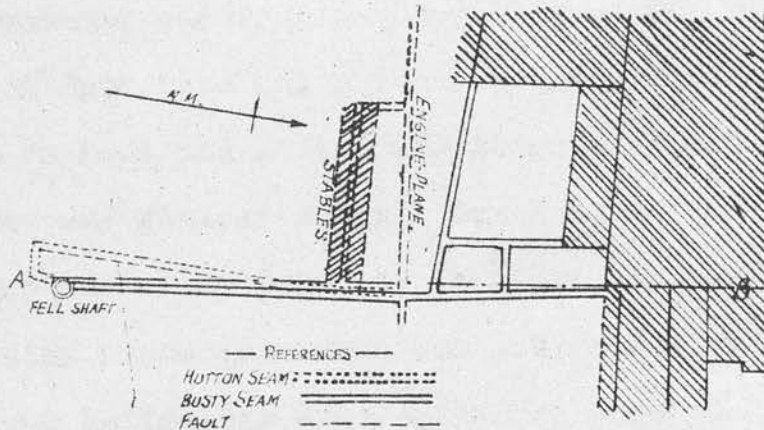 N.M.
ENGINE-PLANE.
STABLES
A
B
FELL SHAFT
REFERENCES
HUTTON SEAM
BUSTY SEAM
FAULT